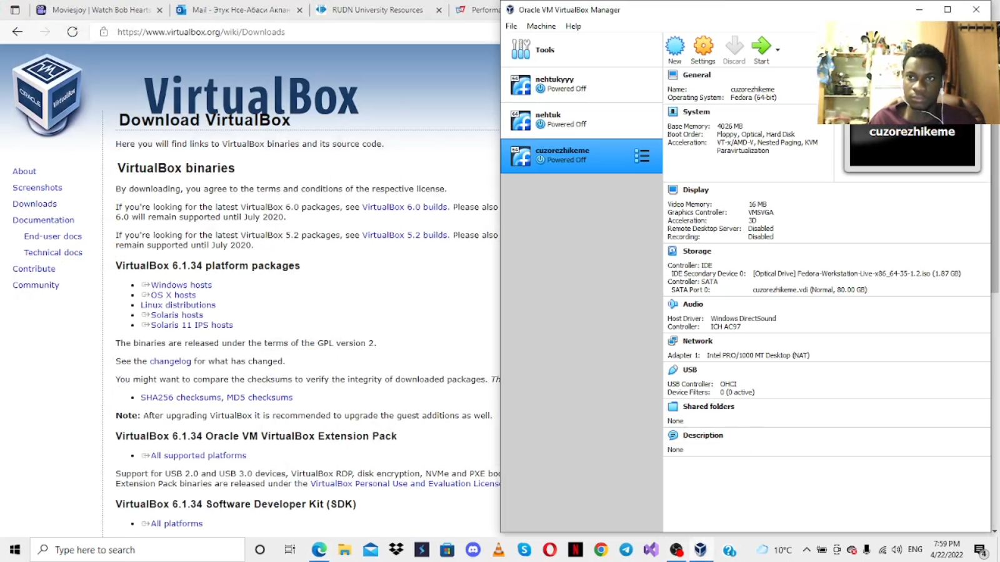 Moviesjoy | Watch Bob Hearts
Mail - Этук Нсе-Абаси Акпан
RUDN University Resources
Performa
https://www.virtualbox.org/wiki/Downloads
ORACLE
VirtualBox
VirtualBox
Download VirtualBox
Here you will find links to VirtualBox binaries and its source code.
VirtualBox binaries
By downloading, you agree to the terms and conditions of the respective license.
If you're looking for the latest VirtualBox 6.0 packages, see VirtualBox 6.0 builds. Please also
6.0 will remain supported until July 2020.
If you're looking for the latest VirtualBox 5.2 packages, see VirtualBox 5.2 builds. Please also
remain supported until July 2020.
VirtualBox 6.1.34 platform packages
Windows hosts
OS X hosts
Linux distributions
Solaris hosts
Solaris 11 IPS hosts
The binaries are released under the terms of the GPL version 2.
See the changelog for what has changed.
You might want to compare the checksums to verify the integrity of downloaded packages. Th
SHA256 checksums, MD5 checksums
Note: After upgrading VirtualBox it is recommended to upgrade the guest additions as well.
VirtualBox 6.1.34 Oracle VM VirtualBox Extension Pack
All supported platforms
Support for USB 2.0 and USB 3.0 devices, VirtualBox RDP, disk encryption, NVMe and PXE boo
Extension Pack binaries are released under the VirtualBox Personal Use and Evaluation License
VirtualBox 6.1.34 Software Developer Kit (SDK)
All platforms
About
Screenshots
Downloads
Documentation
End-user docs
Technical docs
Contribute
Community
Oracle VM VirtualBox Manager
File Machine Help
Tools
nehtukyyy
Powered Off
nehtuk
Powered Off
cuzorezhikeme
Powered Off
New Settings Discard Start
General
Name: cuzorezhikeme
Operating System: Fedora (64-bit)
System
Base Memory: 4026 MB
Boot Order: Floppy, Optical, Hard Disk
Acceleration: VT-x/AMD-V, Nested Paging, KVM
Paravirtualization
cuzorezhikeme
Display
Video Memory: 16 MB
Graphics Controller: VMSVGA
Acceleration: 3D
Remote Desktop Server: Disabled
Recording: Disabled
Storage
Controller: IDE
IDE Secondary Device 0: [Optical Drive] Fedora-Workstation-Live-x86_64-35-1.2.iso (1.87 GB)
Controller: SATA
SATA Port 0: cuzorezhikeme.vdi (Normal, 80.00 GB)
Audio
Host Driver: Windows DirectSound
Controller: ICH AC97
Network
Adapter 1: Intel PRO/1000 MT Desktop (NAT)
USB
USB Controller: OHCI
Device Filters: 0 (0 active)
Shared folders
None
Description
None
Type here to search
10°C
ENG
7:59 PM
4/22/2022
4